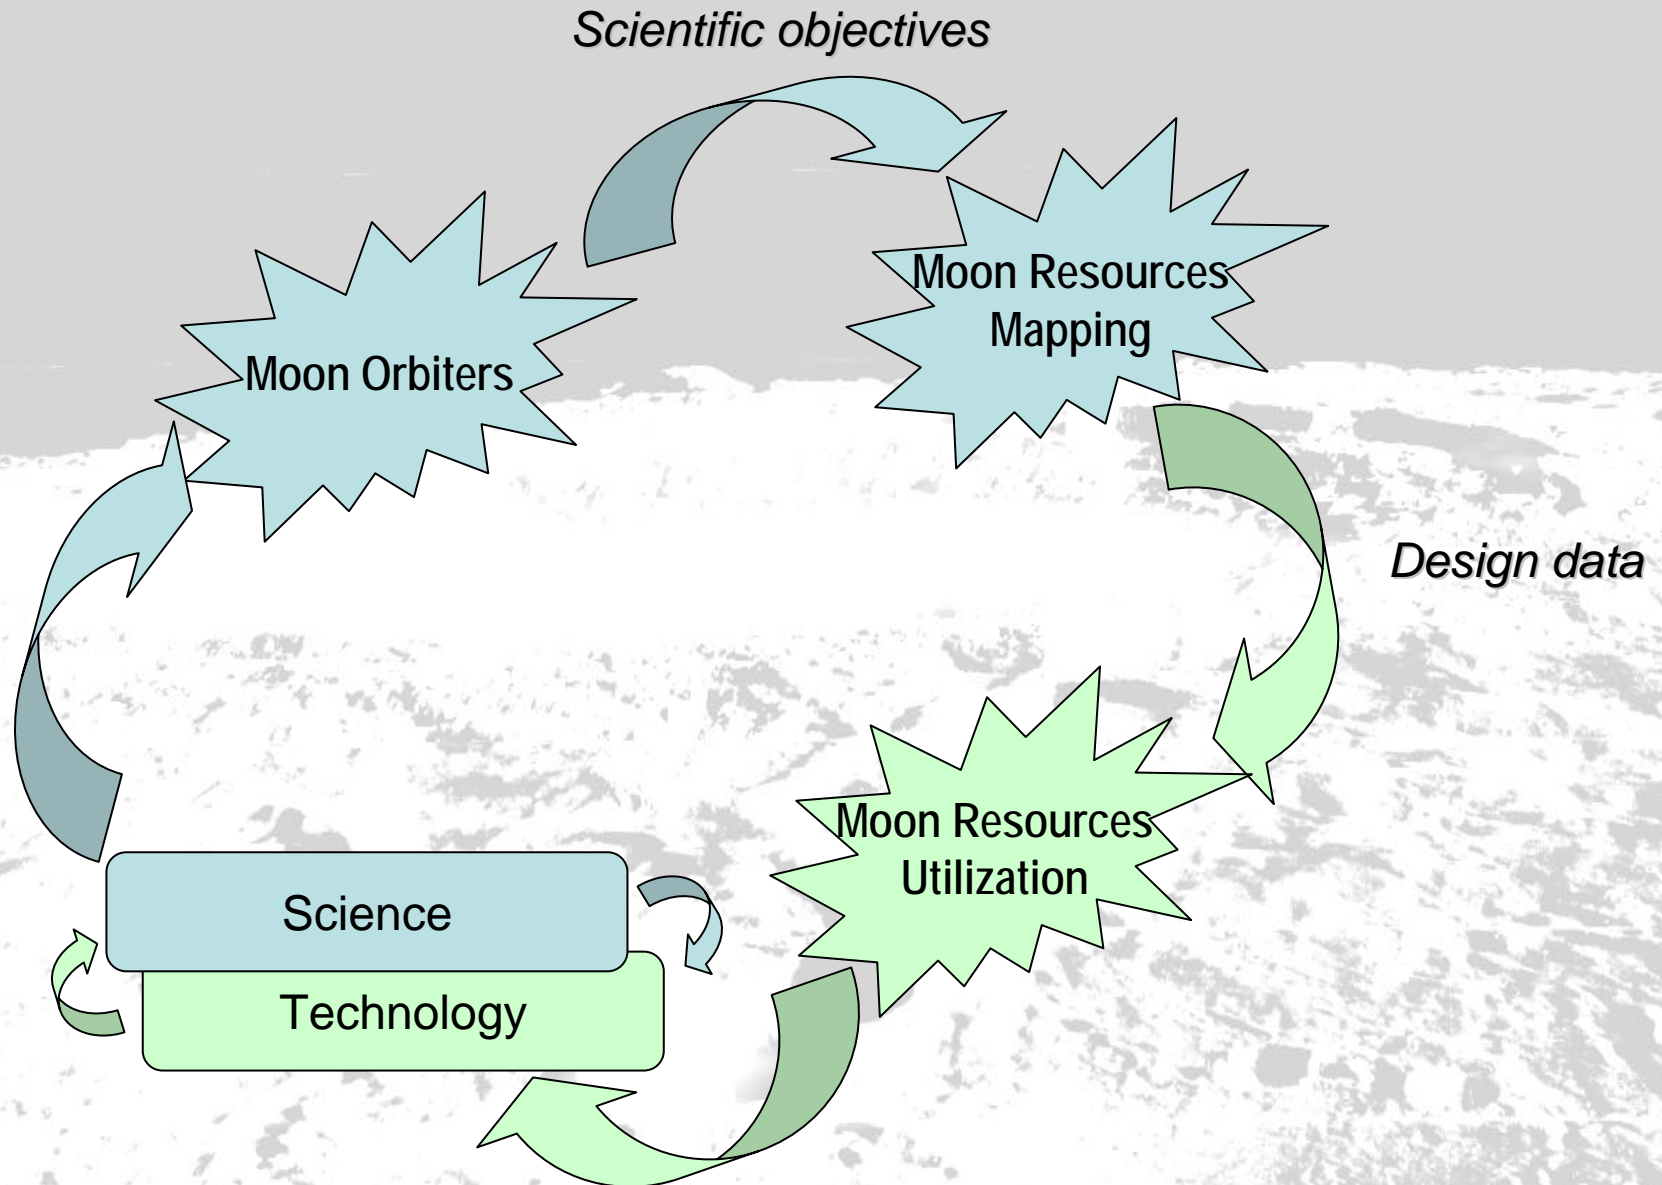 Scientific objectives
Moon Resources
Mapping
Moon Orbiters
Design data
Moon Resources
Utilization
Science
Technology